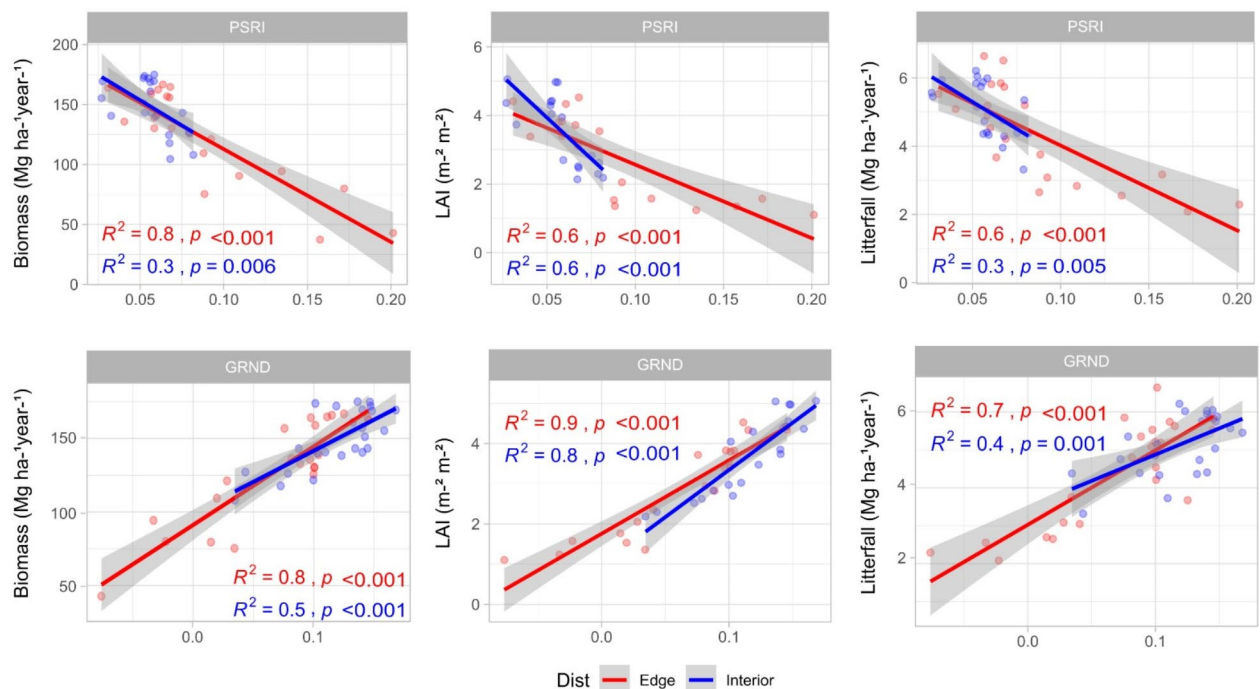 PSRI
PSRI
PSRI
Biomass (Mg ha-¹year-¹)
200
150
100
50
0
R² = 0.8 , p <0.001
R² = 0.3 , p = 0.006
0.05 0.10 0.15 0.20
LAI (m-² m-²)
6
4
2
0
R² = 0.6 , p <0.001
R² = 0.6 , p <0.001
0.05 0.10 0.15 0.20
Litterfall (Mg ha-¹year-¹)
6
4
2
0
R² = 0.6 , p <0.001
R² = 0.3 , p = 0.005
0.05 0.10 0.15 0.20
GRND
GRND
GRND
Biomass (Mg ha-¹year-¹)
150
100
50
R² = 0.8 , p <0.001
R² = 0.5 , p <0.001
0.0 0.1
LAI (m-² m-²)
4
2
0
R² = 0.9 , p <0.001
R² = 0.8 , p <0.001
0.0 0.1
Litterfall (Mg ha-¹year-¹)
6
4
2
R² = 0.7 , p <0.001
R² = 0.4 , p = 0.001
0.0 0.1
Dist Edge Interior